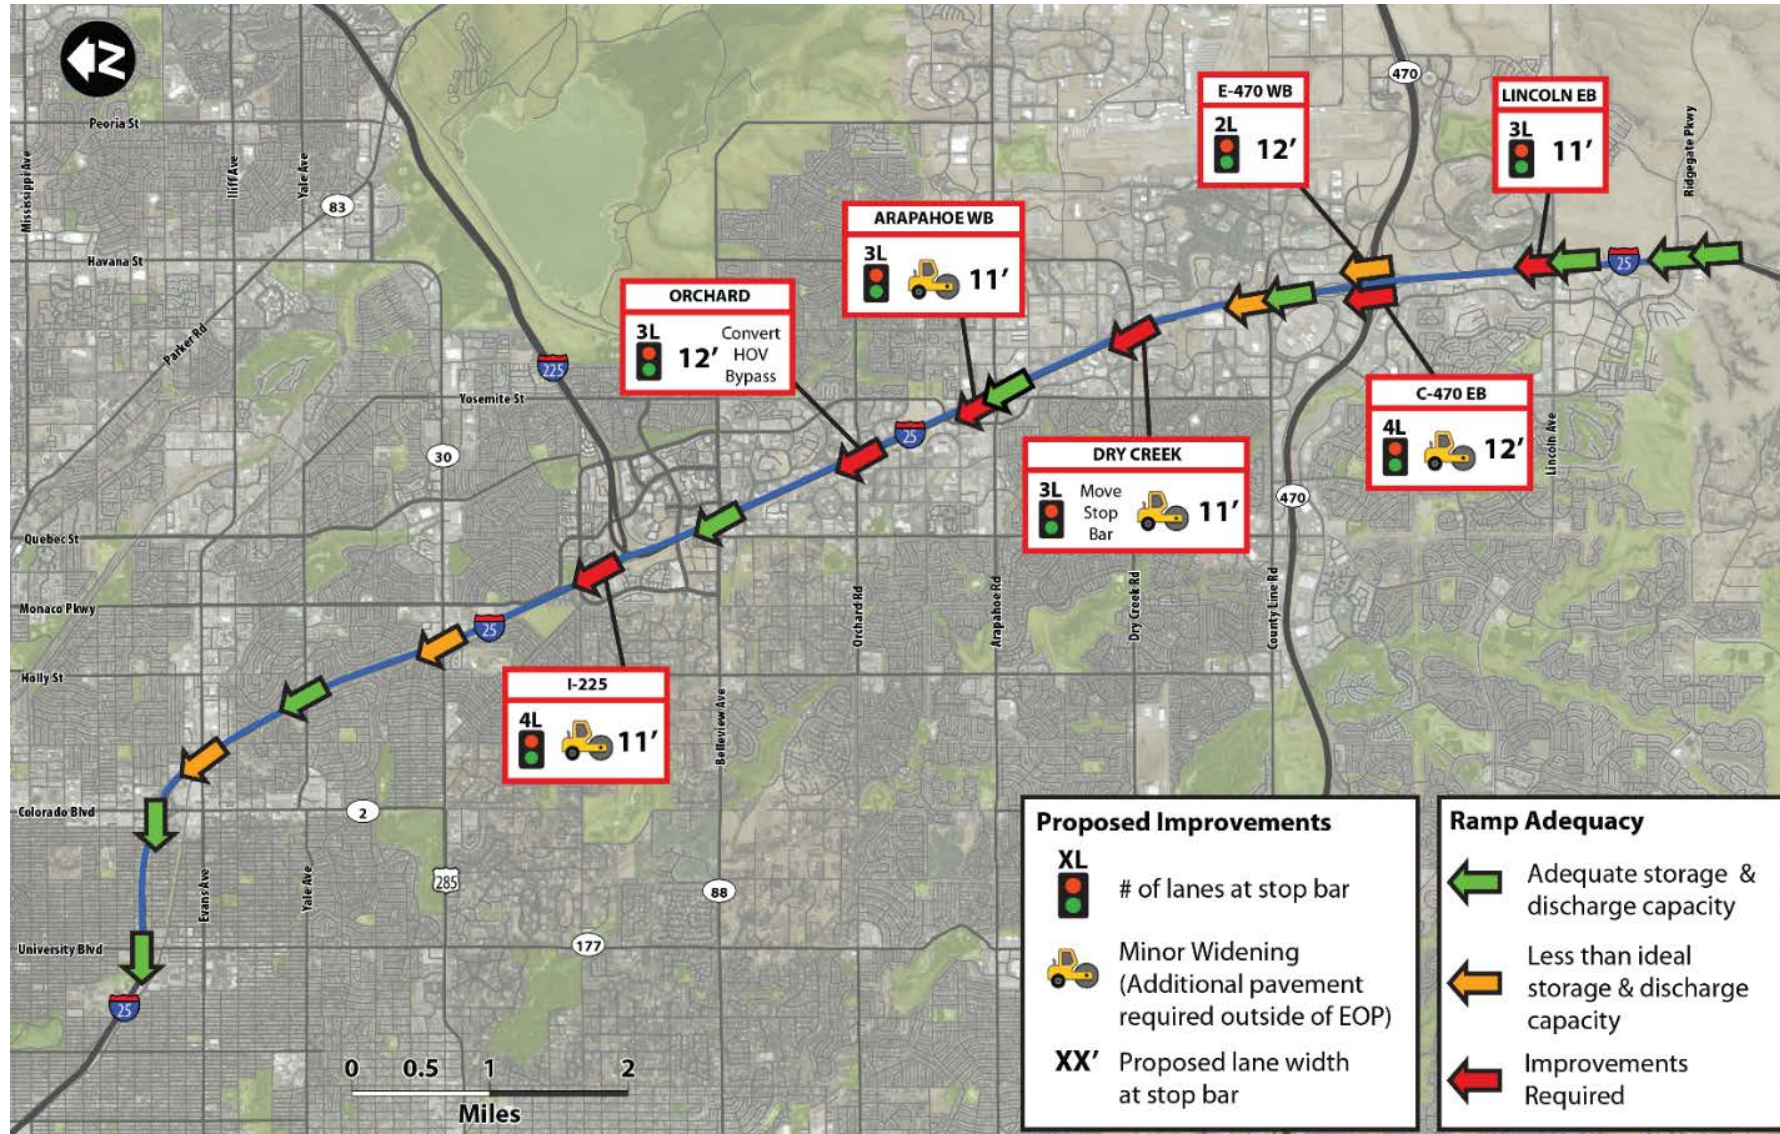 N
Peoria St
Mississippi Ave
Iliff Ave
Yale Ave
83
Havana St
Parker Rd
225
Yosemite St
30
Quebec St
Monaco Pkwy
Holly St
Colorado Blvd
2
Evans Ave
Yale Ave
285
University Blvd
177
88
Belleview Ave
Orchard Rd
Arapahoe Rd
Dry Creek Rd
County Line Rd
Lincoln Ave
Ridgegate Pkwy
470
470
25
25
25
25
E-470 WB
2L
12'
LINCOLN EB
3L
11'
ARAPAHOE WB
3L
11'
ORCHARD
3L
12'
Convert
HOV
Bypass
C-470 EB
4L
12'
DRY CREEK
3L
Move
Stop
Bar
11'
I-225
4L
11'
0 0.5 1 2
Miles
Proposed Improvements
XL
# of lanes at stop bar
Minor Widening
(Additional pavement
required outside of EOP)
XX' Proposed lane width
at stop bar
Ramp Adequacy
Adequate storage &
discharge capacity
Less than ideal
storage & discharge
capacity
Improvements
Required